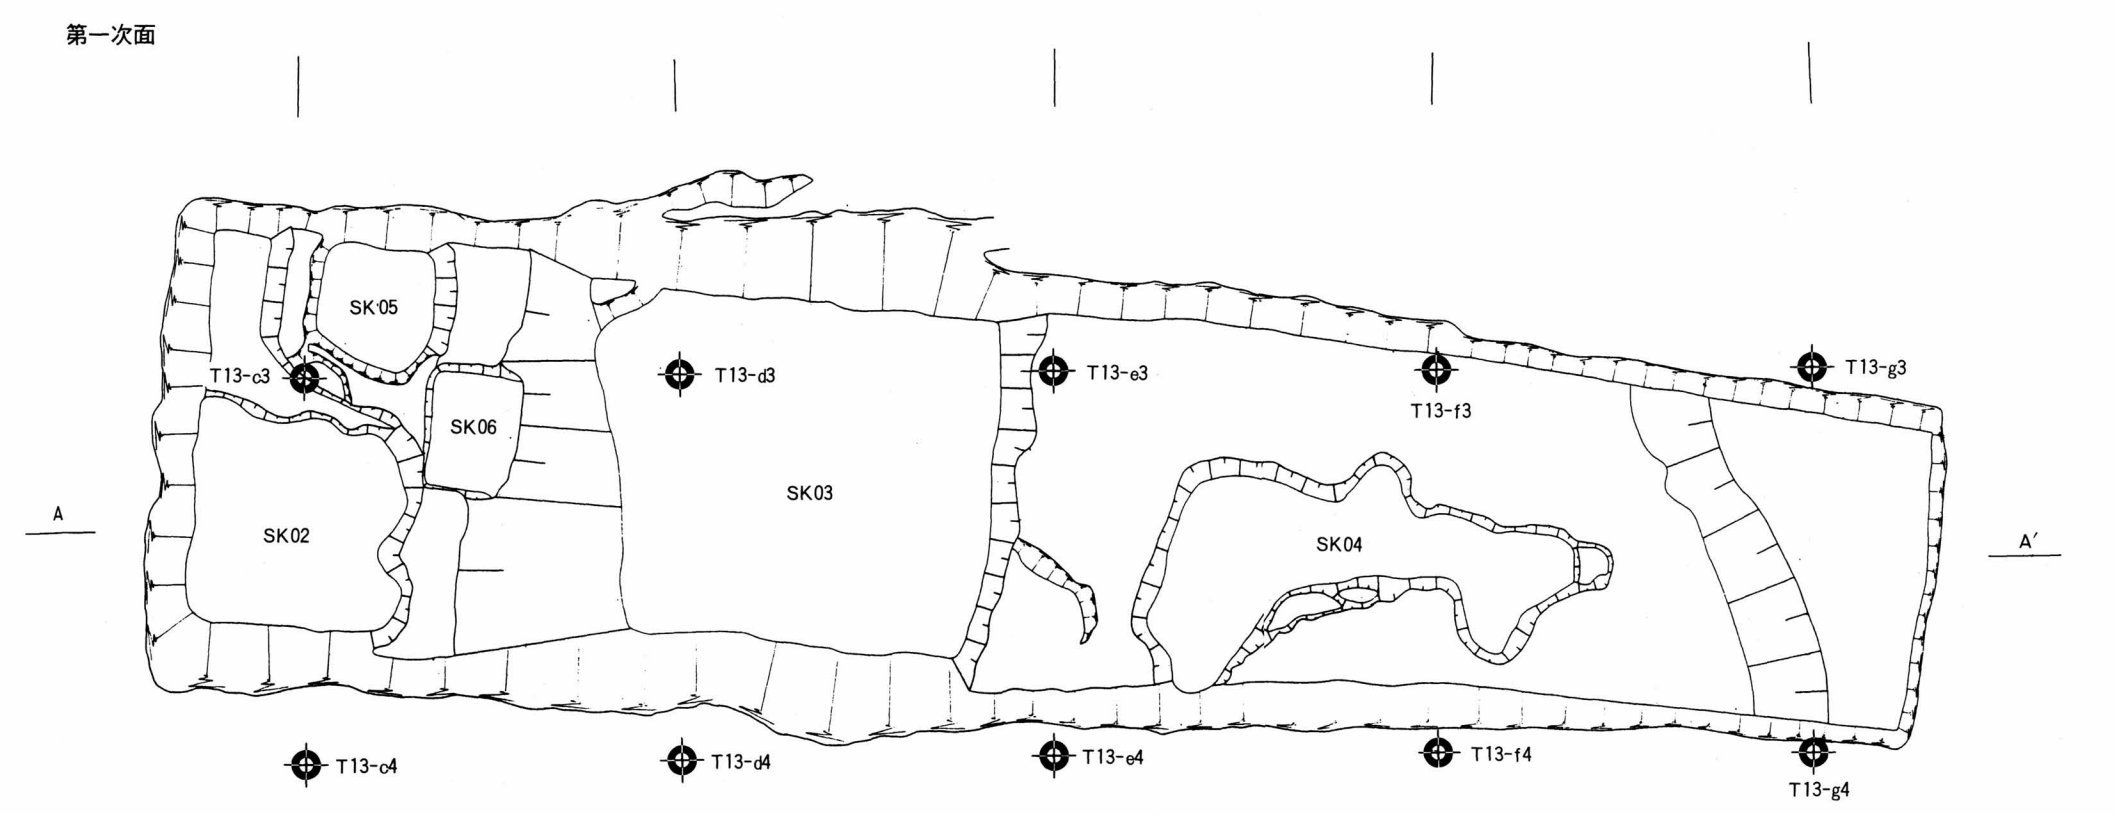 第一次面
SK05
T13-c3
T13-d3
T13-e3
T13-f3
T13-g3
SK06
SK03
A
SK02
SK04
A′
T13-c4
T13-d4
T13-e4
T13-f4
T13-g4